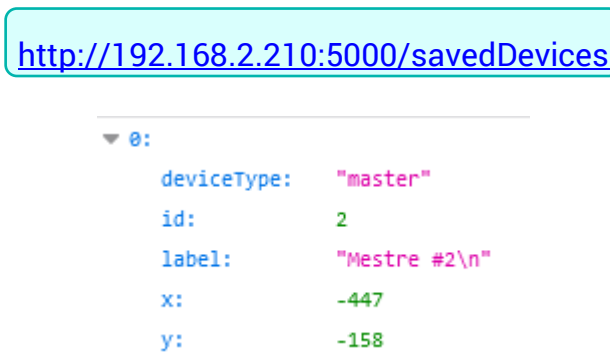 http://192.168.2.210:5000/savedDevices
0:
deviceType: "master"
id: 2
label: "Mestre #2\n"
x: -447
y: -158